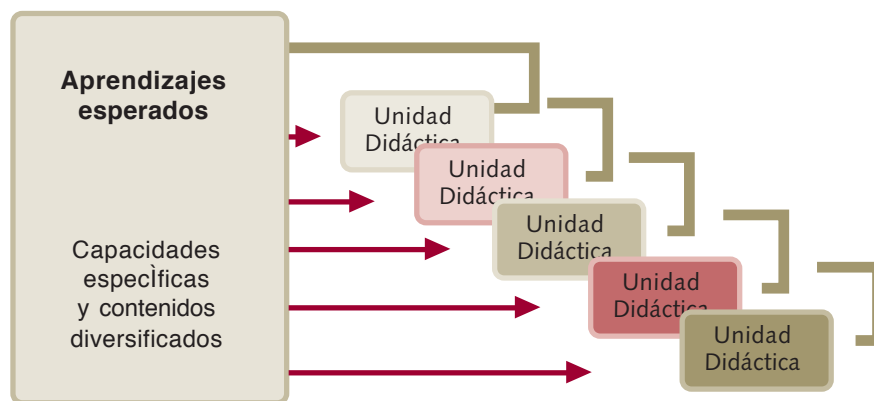 Aprendizajes
esperados
Capacidades
especÌficas
y contenidos
diversificados
Unidad
Didáctica
Unidad
Didáctica
Unidad
Didáctica
Unidad
Didáctica
Unidad
Didáctica